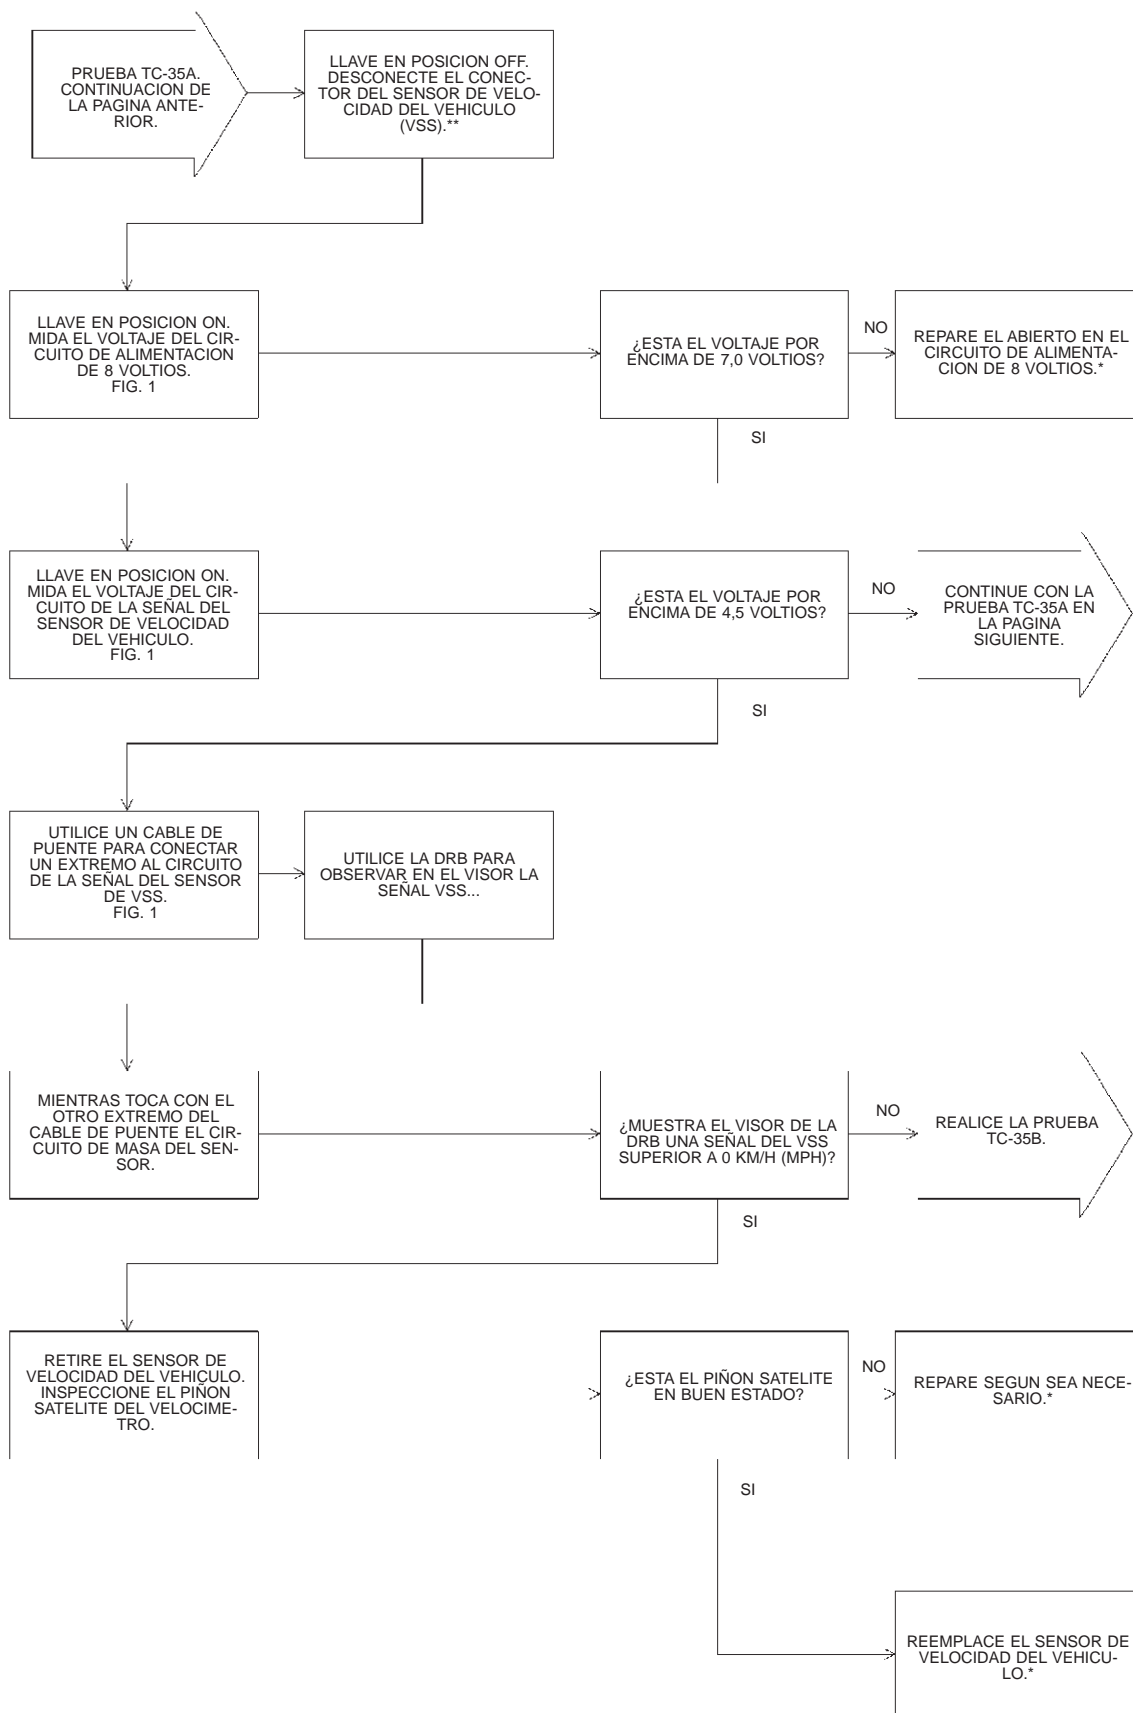 PRUEBA TC-35A.
CONTINUACION DE
LA PAGINA ANTE-
RIOR.
LLAVE EN POSICION OFF.
DESCONECTE EL CONEC-
TOR DEL SENSOR DE VELO-
CIDAD DEL VEHICULO
(VSS).**
LLAVE EN POSICION ON.
MIDA EL VOLTAJE DEL CIR-
CUITO DE ALIMENTACION
DE 8 VOLTIOS.
FIG. 1
¿ESTA EL VOLTAJE POR
ENCIMA DE 7,0 VOLTIOS?
NO
REPARE EL ABIERTO EN EL
CIRCUITO DE ALIMENTA-
CION DE 8 VOLTIOS.*
SI
LLAVE EN POSICION ON.
MIDA EL VOLTAJE DEL CIR-
CUITO DE LA SEÑAL DEL
SENSOR DE VELOCIDAD
DEL VEHICULO.
FIG. 1
¿ESTA EL VOLTAJE POR
ENCIMA DE 4,5 VOLTIOS?
NO
CONTINUE CON LA
PRUEBA TC-35A EN
LA PAGINA
SIGUIENTE.
SI
UTILICE UN CABLE DE
PUENTE PARA CONECTAR
UN EXTREMO AL CIRCUITO
DE LA SEÑAL DEL SENSOR
DE VSS.
FIG. 1
UTILICE LA DRB PARA
OBSERVAR EN EL VISOR LA
SEÑAL VSS...
MIENTRAS TOCA CON EL
OTRO EXTREMO DEL
CABLE DE PUENTE EL CIR-
CUITO DE MASA DEL SEN-
SOR.
¿MUESTRA EL VISOR DE LA
DRB UNA SEÑAL DEL VSS
SUPERIOR A 0 KM/H (MPH)?
NO
REALICE LA PRUEBA
TC-35B.
SI
RETIRE EL SENSOR DE
VELOCIDAD DEL VEHICULO.
INSPECCIONE EL PIÑON
SATELITE DEL VELOCIME-
TRO.
¿ESTA EL PIÑON SATELITE
EN BUEN ESTADO?
NO
REPARE SEGUN SEA NECE-
SARIO.*
SI
REEMPLACE EL SENSOR DE
VELOCIDAD DEL VEHICU-
LO.*